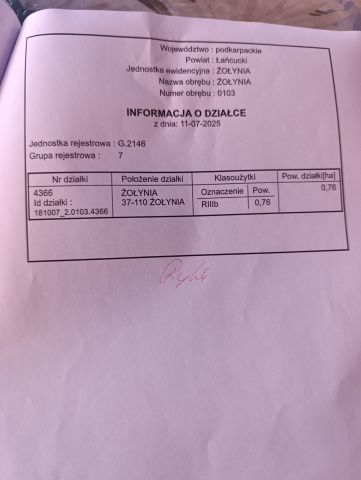 Województwo : podkarpackie
Powiat : Łańcucki
Jednostka ewidencyjna : ŻOŁYNIA
Nazwa obrębu : ŻOŁYNIA
Numer obrębu : 0103
INFORMACJA O DZIAŁCE
z dnia: 11-07-2025
Jednostka rejestrowa : G.2146
Grupa rejestrowa : 7
Nr działki Położenie działki Klasoużytki Pow. działki[ha]
4366 ŻOŁYNIA Oznaczenie Pow. 0,76
Id działki : 37-110 ŻOŁYNIA RIIIb 0,76
181007_2.0103.4366